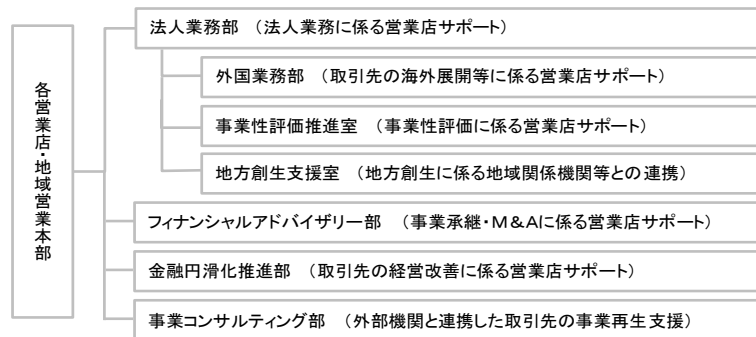 各営業店・地域営業本部
法人業務部 （法人業務に係る営業店サポート）
外国業務部 （取引先の海外展開等に係る営業店サポート）
事業性評価推進室 （事業性評価に係る営業店サポート）
地方創生支援室 （地方創生に係る地域関係機関等との連携）
フィナンシャルアドバイザリー部 （事業承継・M＆Aに係る営業店サポート）
金融円滑化推進部 （取引先の経営改善に係る営業店サポート）
事業コンサルティング部 （外部機関と連携した取引先の事業再生支援）